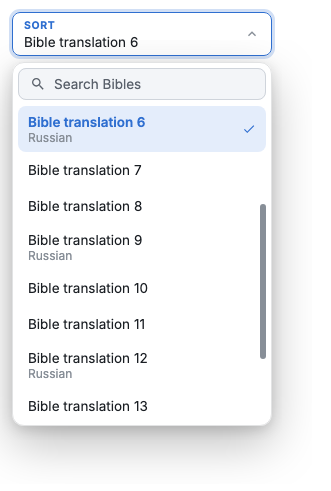 SORT
Bible translation 6
Search Bibles
Bible translation 6
Russian
Bible translation 7
Bible translation 8
Bible translation 9
Russian
Bible translation 10
Bible translation 11
Bible translation 12
Russian
Bible translation 13